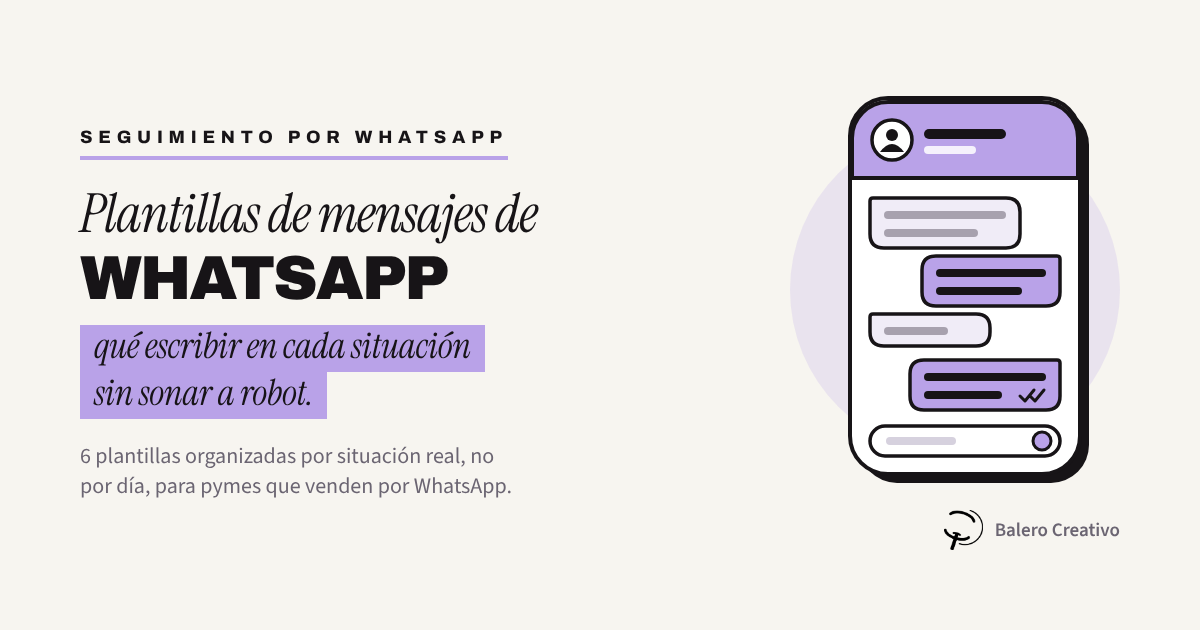 SEGUIMIENTO POR WHATSAPP
Plantillas de mensajes de
WHATSAPP
qué escribir en cada situación
sin sonar a robot.
6 plantillas organizadas por situación real, no
por día, para pymes que venden por WhatsApp.
Balero Creativo